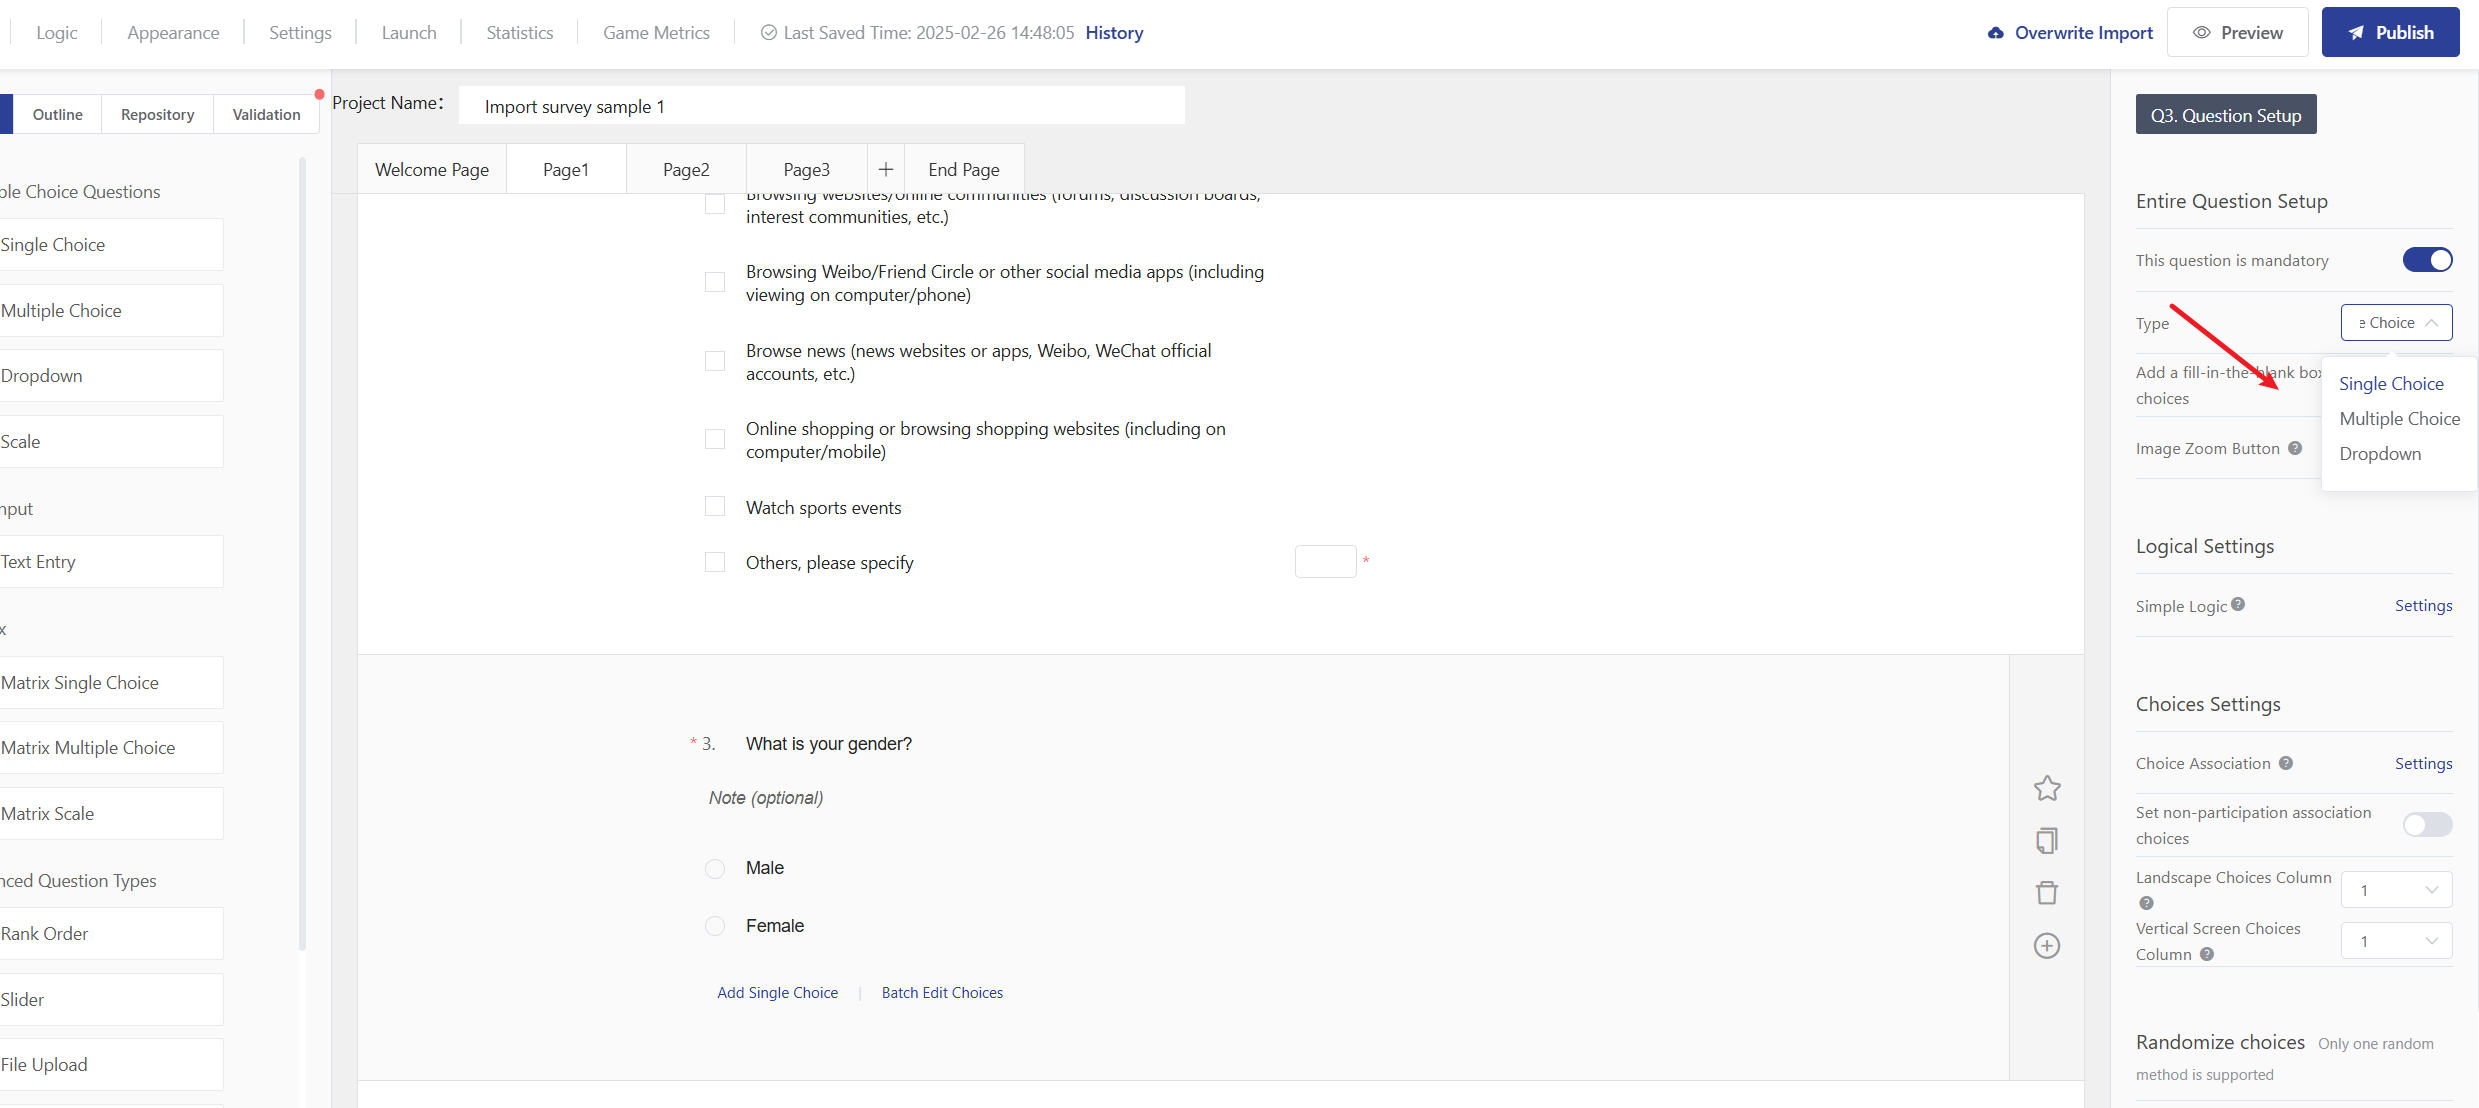 Logic
Appearance
Settings
Launch
Statistics
Game Metrics
Last Saved Time: 2025-02-26 14:48:05
History
Overwrite Import
Preview
Publish
Outline
Repository
Validation
ple Choice Questions
Single Choice
Multiple Choice
Dropdown
Scale
nput
Text Entry
x
Matrix Single Choice
Matrix Multiple Choice
Matrix Scale
nced Question Types
Rank Order
Slider
File Upload
Project Name:
Import survey sample 1
Welcome Page
Page1
Page2
Page3
+
End Page
Browsing websites/online communities (forums, discussion boards,
interest communities, etc.)
Browsing Weibo/Friend Circle or other social media apps (including
viewing on computer/phone)
Browse news (news websites or apps, Weibo, WeChat official
accounts, etc.)
Online shopping or browsing shopping websites (including on
computer/mobile)
Watch sports events
Others, please specify
*
* 3. What is your gender?
Note (optional)
Male
Female
Add Single Choice | Batch Edit Choices
Q3. Question Setup
Entire Question Setup
This question is mandatory
Type
e Choice
Single Choice
Multiple Choice
Dropdown
Add a fill-in-the-blank box
choices
Image Zoom Button ?
Logical Settings
Simple Logic ?
Settings
Choices Settings
Choice Association ?
Settings
Set non-participation association
choices
Landscape Choices Column
?
1
Vertical Screen Choices
Column ?
1
Randomize choices Only one random
method is supported